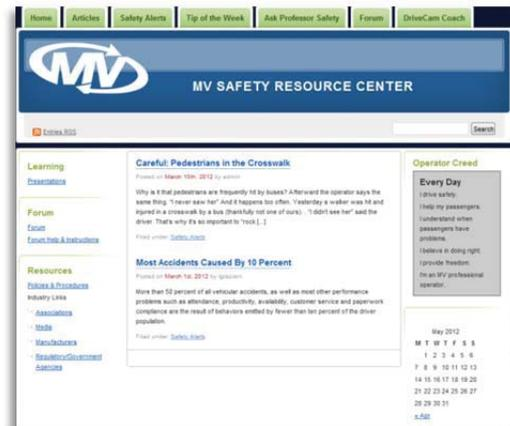 Home Articles Safety Alerts Tip of the Week Ask Professor Safety Forum DriveCam Coach
MV
MV SAFETY RESOURCE CENTER
Entries RSS
Search
Learning
Presentations
Forum
Forum
Forum Help & Instructions
Resources
Policies & Procedures
Industry Links
Associations
Media
Manufacturers
Regulatory/Government
Agencies
Careful: Pedestrians in the Crosswalk
Posted on March 15th, 2012 by admin
Why is it that pedestrians are frequently hit by buses? Afterward the operator says the
same thing. "I never saw her" And it happens too often. Yesterday a walker was hit and
injured in a crosswalk by a bus (thankfully not one of ours) . "I didn't see her" said the
driver. That's why it's so important to "rock [...]
Filed under: Safety Alerts
Most Accidents Caused By 10 Percent
Posted on March 1st, 2012 by
More than 50 percent of all vehicular accidents, as well as most other performance
problems such as attendance, productivity, availability, customer service and paperwork
compliance are the result of behaviors emitted by fewer than ten percent of the driver
population.
Filed under: Safety Alerts
Operator Creed
Every Day
I drive safely.
I help my passengers.
I understand when
passengers have
problems.
I believe in doing right.
I provide freedom.
I'm an MV professional
operator.
May 2012
M T W T F S S
1 2 3 4 5 6
7 8 9 10 11 12 13
14 15 16 17 18 19 20
21 22 23 24 25 26 27
28 29 30 31
« Apr